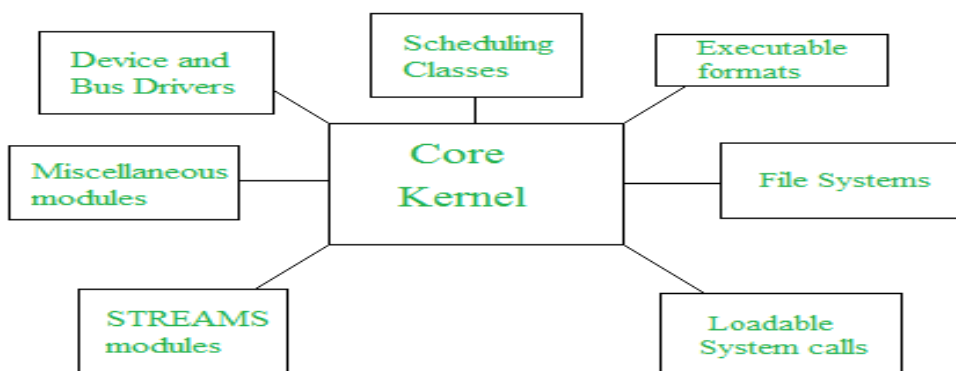 Scheduling
Classes
Executable
formats
Device and
Bus Drivers
Core
Kernel
Miscellaneous
modules
File Systems
STREAMS
modules
Loadable
System calls